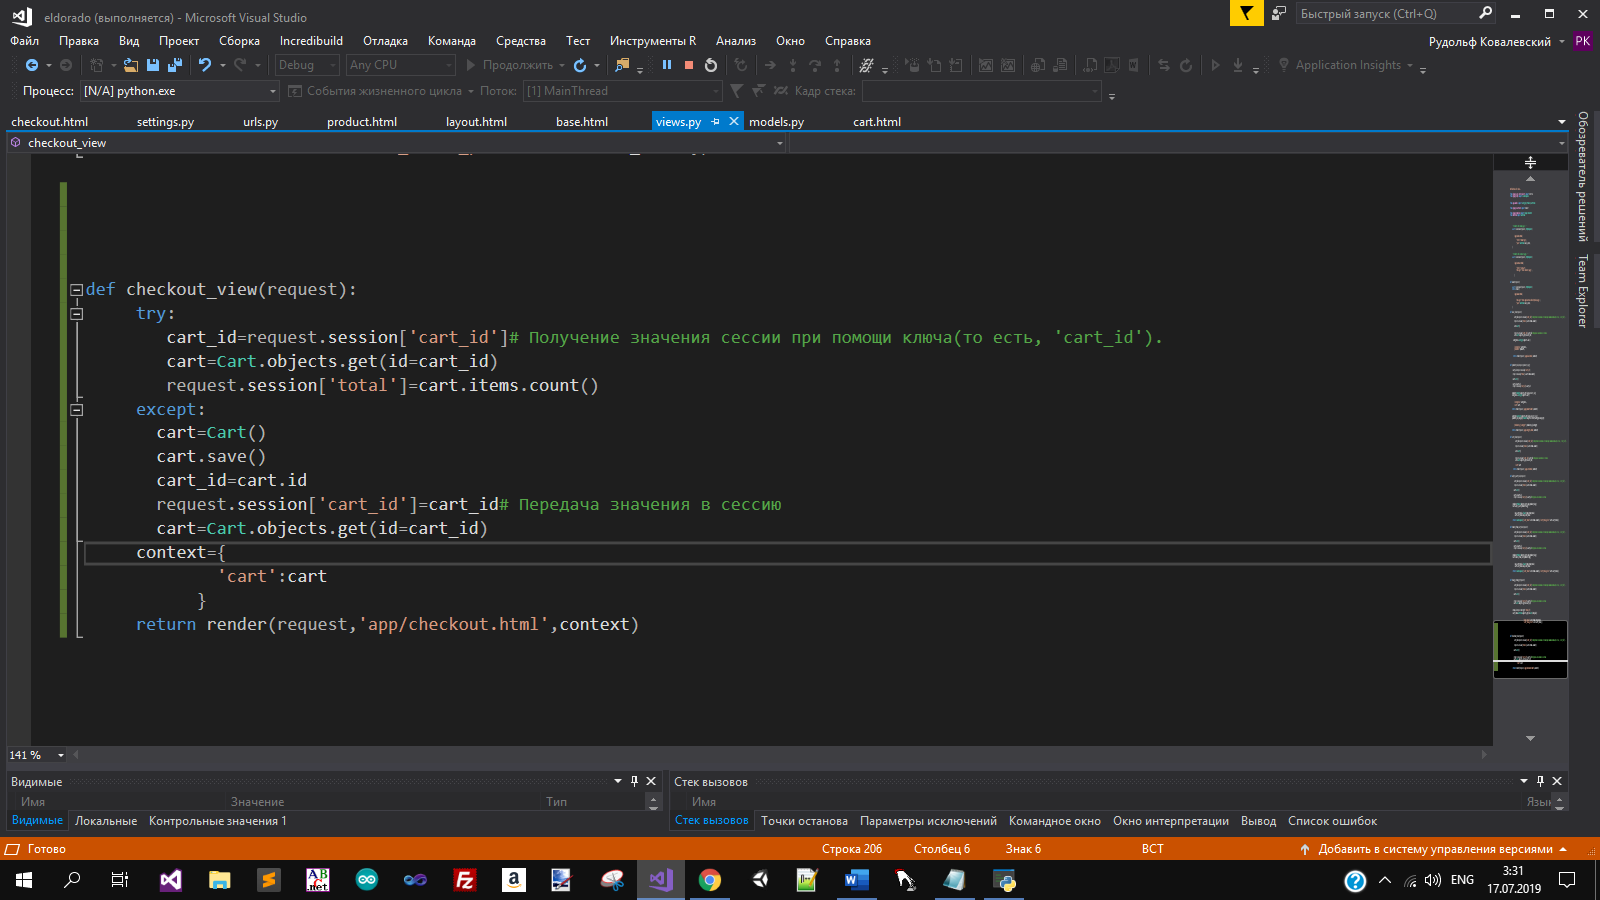 eldorado (выполняется) - Microsoft Visual Studio
Быстрый запуск (Ctrl+Q)
Файл Правка Вид Проект Сборка Incredibuild Отладка Команда Средства Тест Инструменты R Анализ Окно Справка
Рудольф Ковалевский РК
Debug Any CPU Продолжить Application Insights
Процесс: [N/A] python.exe События жизненного цикла Поток: [1] MainThread Кадр стека:
checkout.html settings.py urls.py product.html layout.html base.html views.py models.py cart.html
checkout_view
def checkout_view(request):
try:
cart_id=request.session['cart_id']# Получение значения сессии при помощи ключа(то есть, 'cart_id').
cart=Cart.objects.get(id=cart_id)
request.session['total']=cart.items.count()
except:
cart=Cart()
cart.save()
cart_id=cart.id
request.session['cart_id']=cart_id# Передача значения в сессию
cart=Cart.objects.get(id=cart_id)
context={
'cart':cart
}
return render(request,'app/checkout.html',context)
Обозреватель решений
Team Explorer
141 %
Видимые
Имя Значение Тип
Видимые Локальные Контрольные значения 1
Стек вызовов
Имя Язык
Стек вызовов Точки останова Параметры исключений Командное окно Окно интерпретации Вывод Список ошибок
Готово Строка 206 Столбец 6 Знак 6 ВСТ Добавить в систему управления версиями
ENG
3:31
17.07.2019